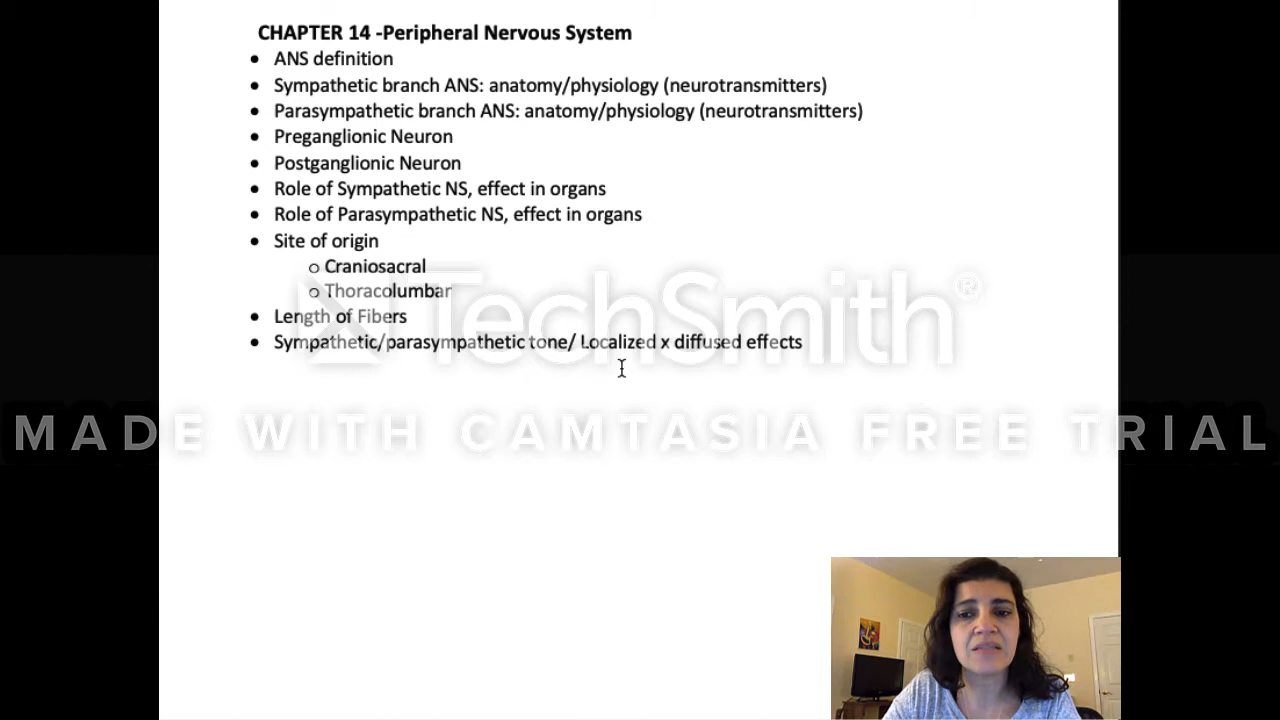 CHAPTER 14 -Peripheral Nervous System
• ANS definition
• Sympathetic branch ANS: anatomy/physiology (neurotransmitters)
• Parasympathetic branch ANS: anatomy/physiology (neurotransmitters)
• Preganglionic Neuron
• Postganglionic Neuron
• Role of Sympathetic NS, effect in organs
• Role of Parasympathetic NS, effect in organs
• Site of origin
o Craniosacral
o Thoracolumbar
• Length of Fibers
• Sympathetic/parasympathetic tone/ Localized x diffused effects
TechSmith®
MADE WITH CAMTASIA FREE TRIAL